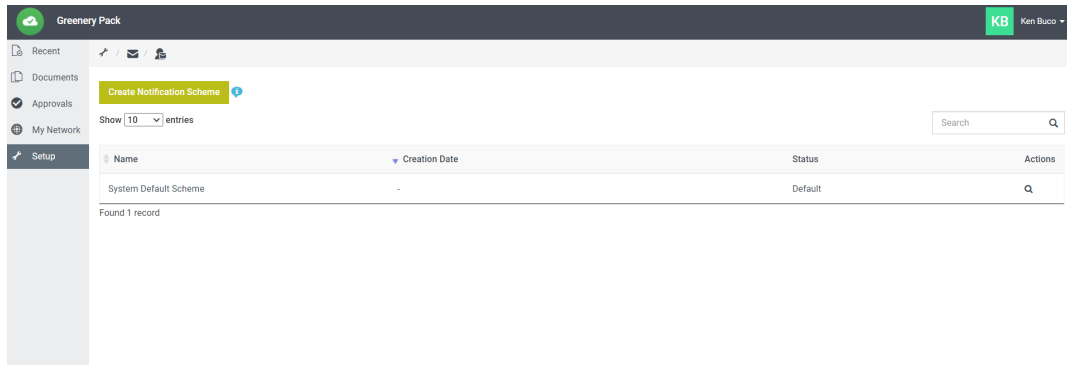 Greenery Pack
KB Ken Buco
Recent
Documents
Approvals
My Network
Setup
Create Notification Scheme
Show 10 entries
Search
Name Creation Date Status Actions
System Default Scheme - Default
Found 1 record